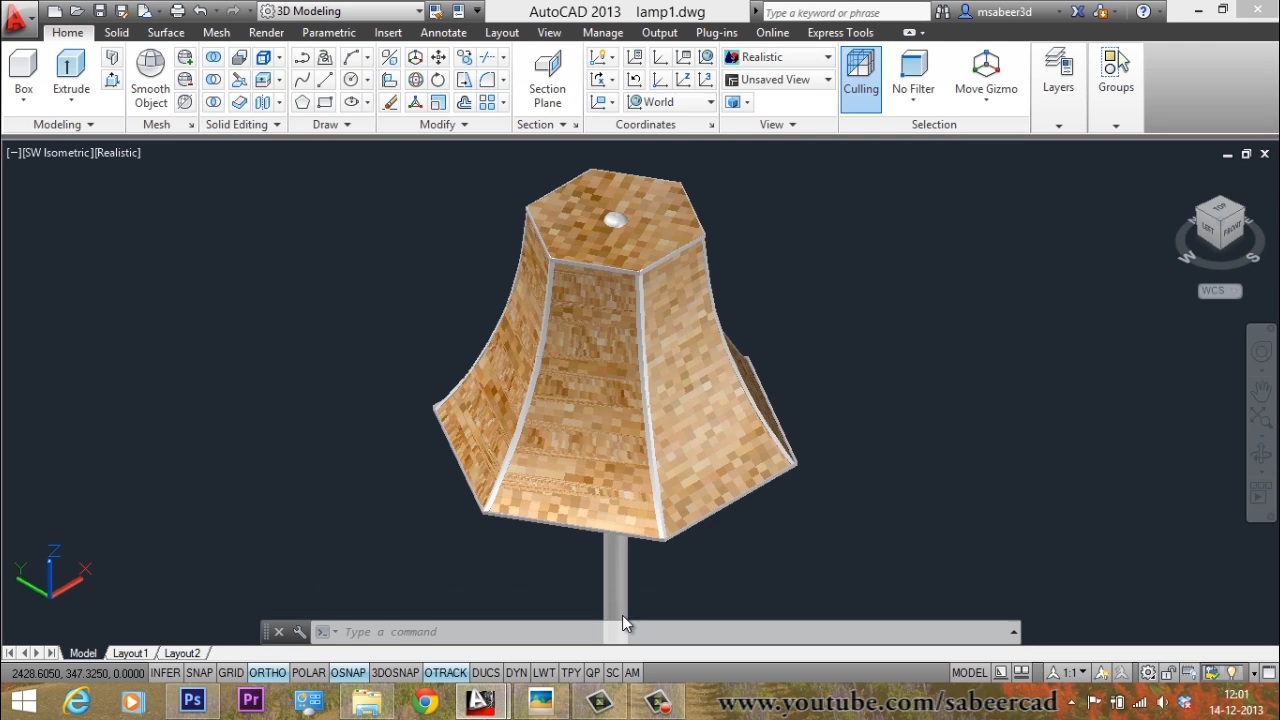 3D Modeling
AutoCAD 2013 lamp1.dwg
Type a keyword or phrase
msabeer3d
Home Solid Surface Mesh Render Parametric Insert Annotate Layout View Manage Output Plug-ins Online Express Tools
Box
Extrude
Smooth
Object
Section
Plane
Realistic
Unsaved View
World
Culling
No Filter
Move Gizmo
Layers
Groups
Modeling
Mesh
Solid Editing
Draw
Modify
Section
Coordinates
View
Selection
[−][SW Isometric][Realistic]
TOP
LEFT
FRONT
W
S
WCS
Z
Y
X
Type a command
Model Layout1 Layout2
2428.6050, 347.3250, 0.0000 INFER SNAP GRID ORTHO POLAR OSNAP 3DOSNAP OTRACK DUCS DYN LWT TPY QP SC AM
MODEL
1:1
Ps
Pr
www.youtube.com/sabeercad
12:01
14-12-2013